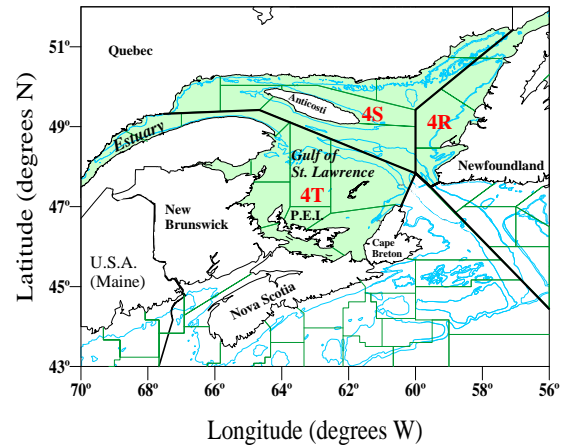 51°
Quebec
Anticosti
4S
4R
49°
Estuary
Gulf of
St. Lawrence
Newfoundland
4T
47°
New
Brunswick
P.E.I.
Cape
Breton
U.S.A.
(Maine)
45°
Nova Scotia
43°
70° 68° 66° 64° 62° 60° 58° 56°
Latitude (degrees N)
Longitude (degrees W)